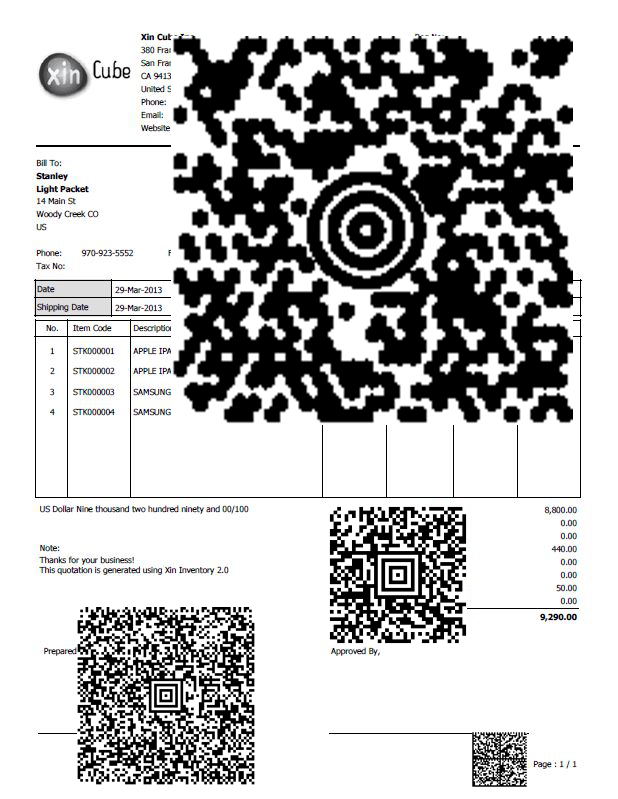 xin Cube
Xin Cube Inc
380
San
CA 9413
United
Phone:
Email:
Website
Bill To:
Stanley
Light Packet
14 Main St
Woody Creek CO
US
Phone: 970-923-5552
Tax No:
Date 29-Mar-2013
Shipping Date 29-Mar-2013
No. Item Code Description
1 STK000001 APPLE IPA
2 STK000002 APPLE IPA
3 STK000003 SAMSUNG
4 STK000004 SAMSUNG
US Dollar Nine thousand two hundred ninety and 00/100
8,800.00
0.00
0.00
Note:
440.00
Thanks for your business!
0.00
This quotation is generated using Xin Inventory 2.0
0.00
50.00
0.00
9,290.00
Prepared
Approved By,
Page : 1 / 1